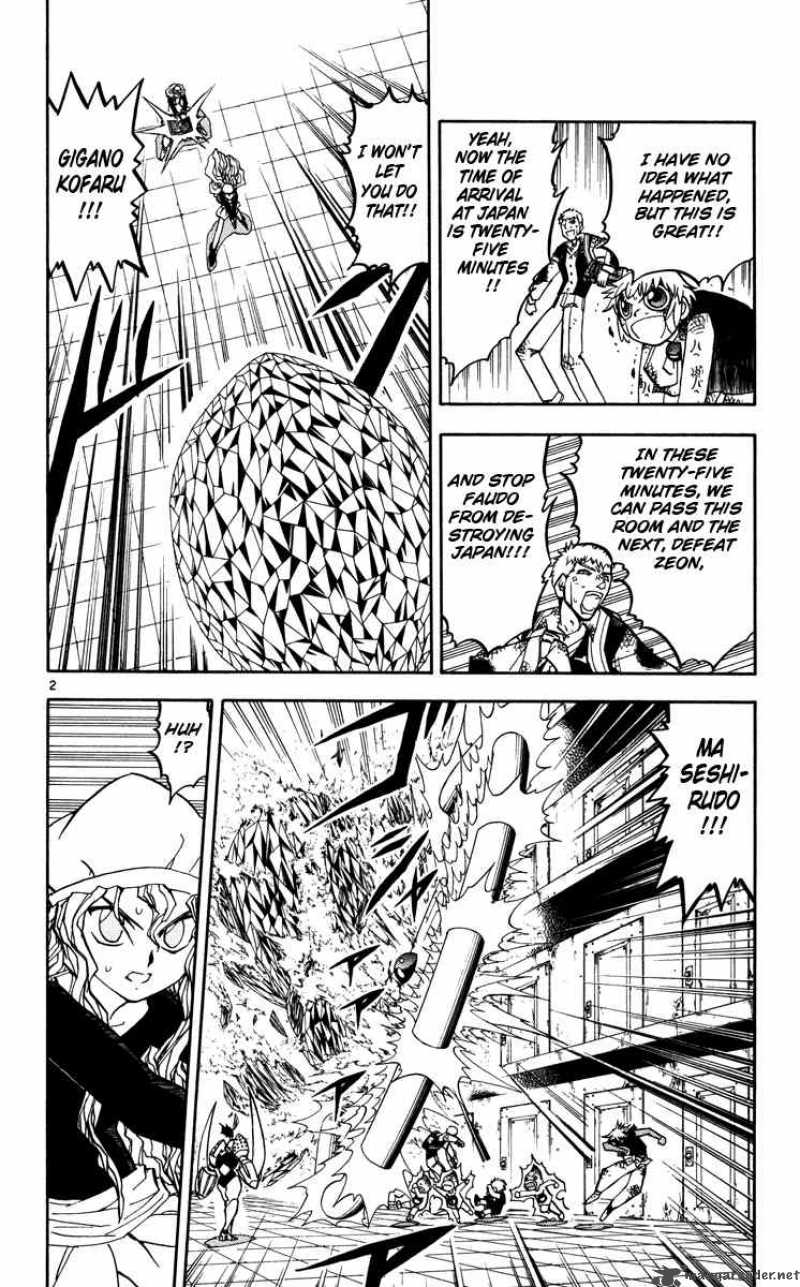 I HAVE NO
IDEA WHAT
HAPPENED,
BUT THIS IS
GREAT!!
YEAH,
NOW THE
TIME OF
ARRIVAL
AT JAPAN
IS TWENTY-
FIVE
MINUTES
!!
IN THESE
TWENTY-FIVE
MINUTES, WE
CAN PASS THIS
ROOM AND THE
NEXT, DEFEAT
ZEON,
AND STOP
FAUDO
FROM DE-
STROYING
JAPAN!!!
I WON'T
LET
YOU DO
THAT!!
GIGANO
KOFARU
!!!
2
MA
SESHI-
RUDO
!!!
HUH
!?